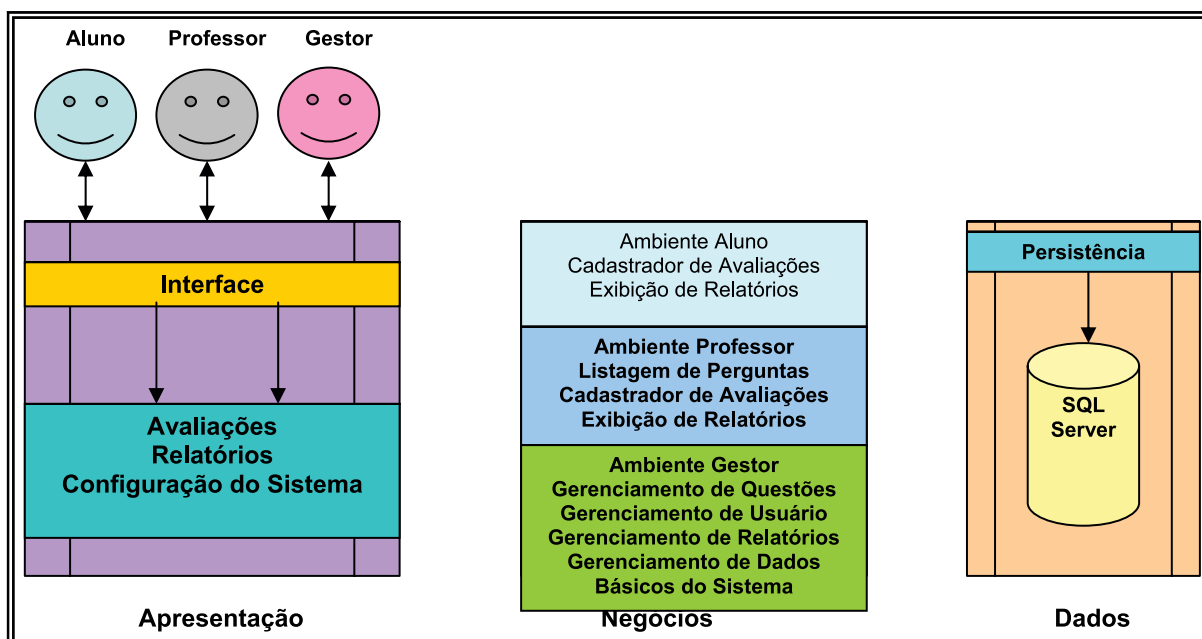 Aluno
Professor
Gestor
Interface
Avaliações
Relatórios
Configuração do Sistema
Apresentação
Ambiente Aluno
Cadastrador de Avaliações
Exibição de Relatórios
Ambiente Professor
Listagem de Perguntas
Cadastrador de Avaliações
Exibição de Relatórios
Ambiente Gestor
Gerenciamento de Questões
Gerenciamento de Usuário
Gerenciamento de Relatórios
Gerenciamento de Dados
Básicos do Sistema
Negócios
Persistência
SQL
Server
Dados